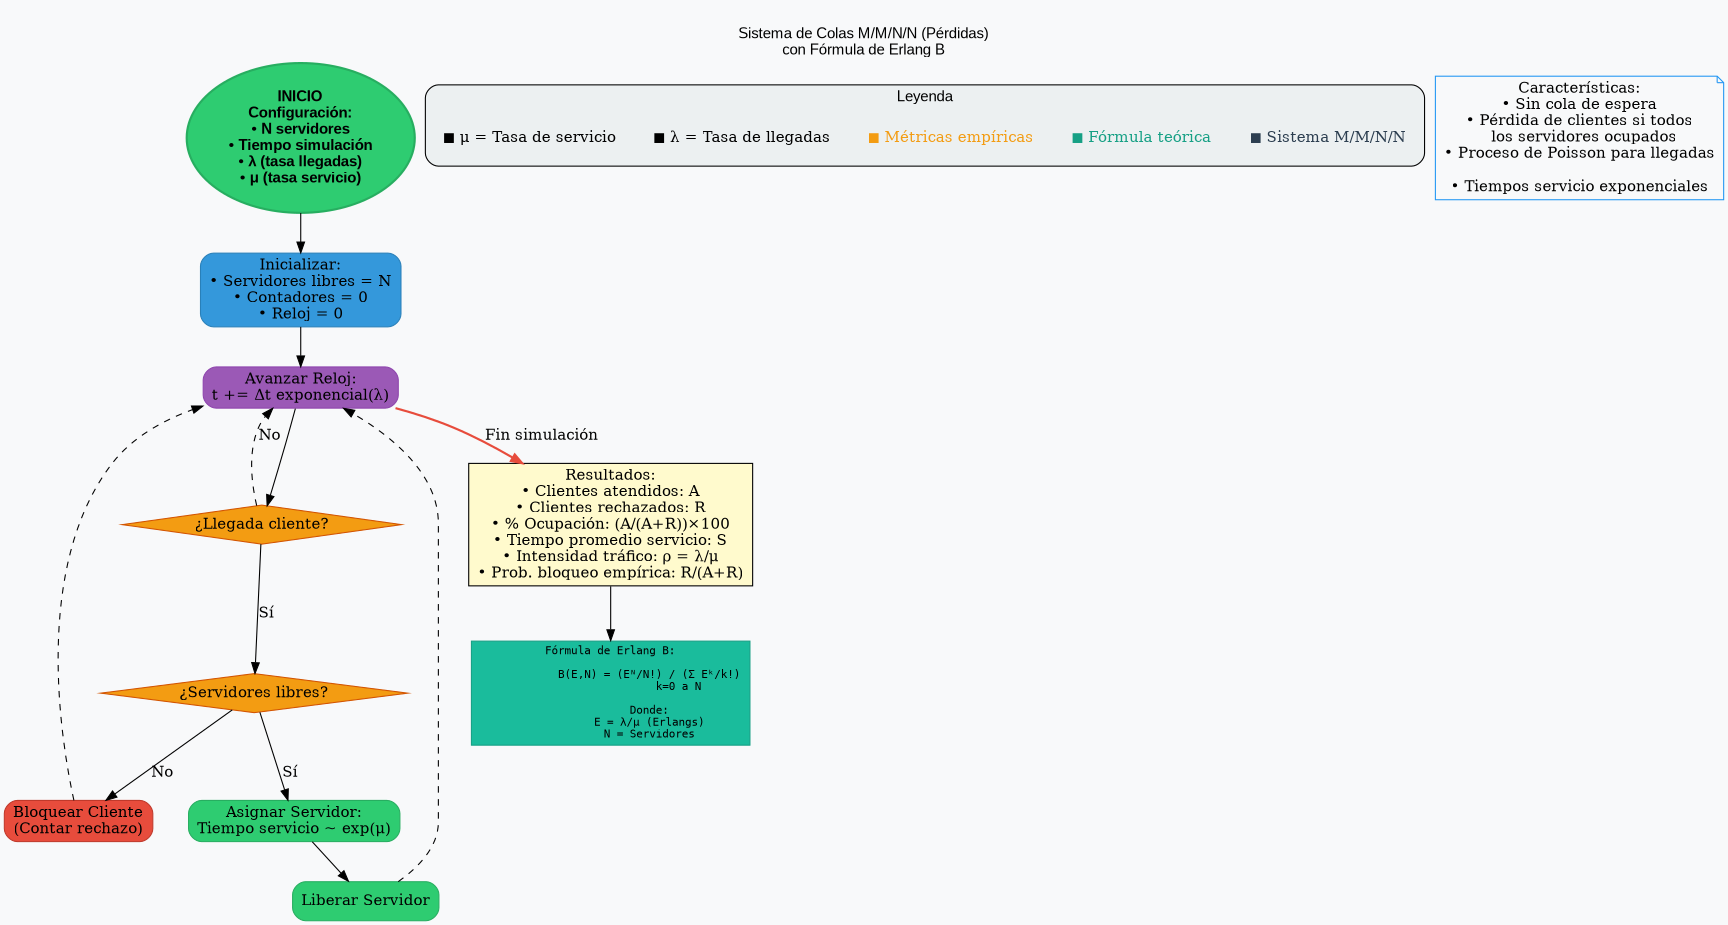 Sistema de Colas M/M/N/N (Pérdidas)
con Fórmula de Erlang B
INICIO
Configuración:
• N servidores
• Tiempo simulación
• λ (tasa llegadas)
• μ (tasa servicio)
Leyenda
■ μ = Tasa de servicio
■ λ = Tasa de llegadas
■ Métricas empíricas
■ Fórmula teórica
■ Sistema M/M/N/N
Características:
• Sin cola de espera
• Pérdida de clientes si todos
los servidores ocupados
• Proceso de Poisson para llegadas
• Tiempos servicio exponenciales
Inicializar:
• Servidores libres = N
• Contadores = 0
• Reloj = 0
Avanzar Reloj:
t += Δt exponencial(λ)
No
Fin simulación
¿Llegada cliente?
Resultados:
• Clientes atendidos: A
• Clientes rechazados: R
• % Ocupación: (A/(A+R))×100
• Tiempo promedio servicio: S
• Intensidad tráfico: ρ = λ/μ
• Prob. bloqueo empírica: R/(A+R)
Sí
¿Servidores libres?
Fórmula de Erlang B:
B(E,N) = (Eᴺ/N!) / (Σ Eᵏ/k!)
k=0 a N
Donde:
E = λ/μ (Erlangs)
N = Servidores
No
Sí
Bloquear Cliente
(Contar rechazo)
Asignar Servidor:
Tiempo servicio ~ exp(μ)
Liberar Servidor